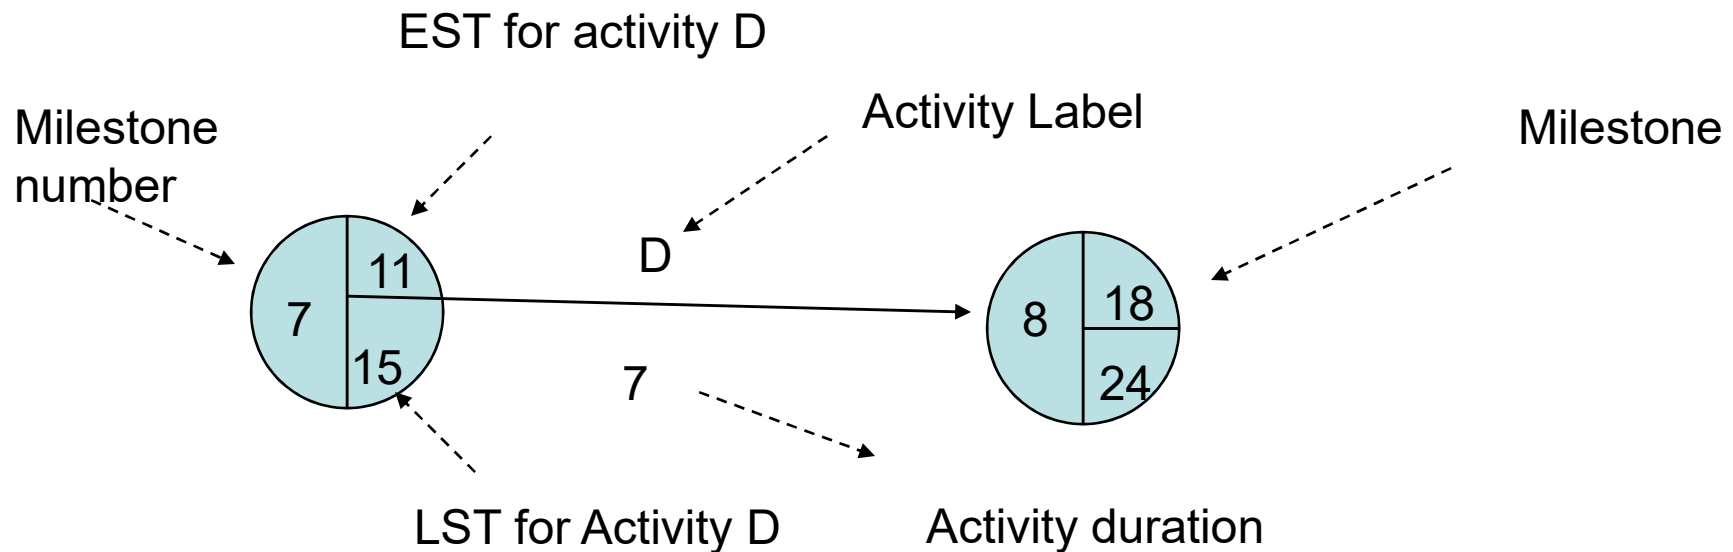 EST for activity D
Activity Label
Milestone
number
Milestone
D
11
7
15
18
8
24
7
LST for Activity D
Activity duration